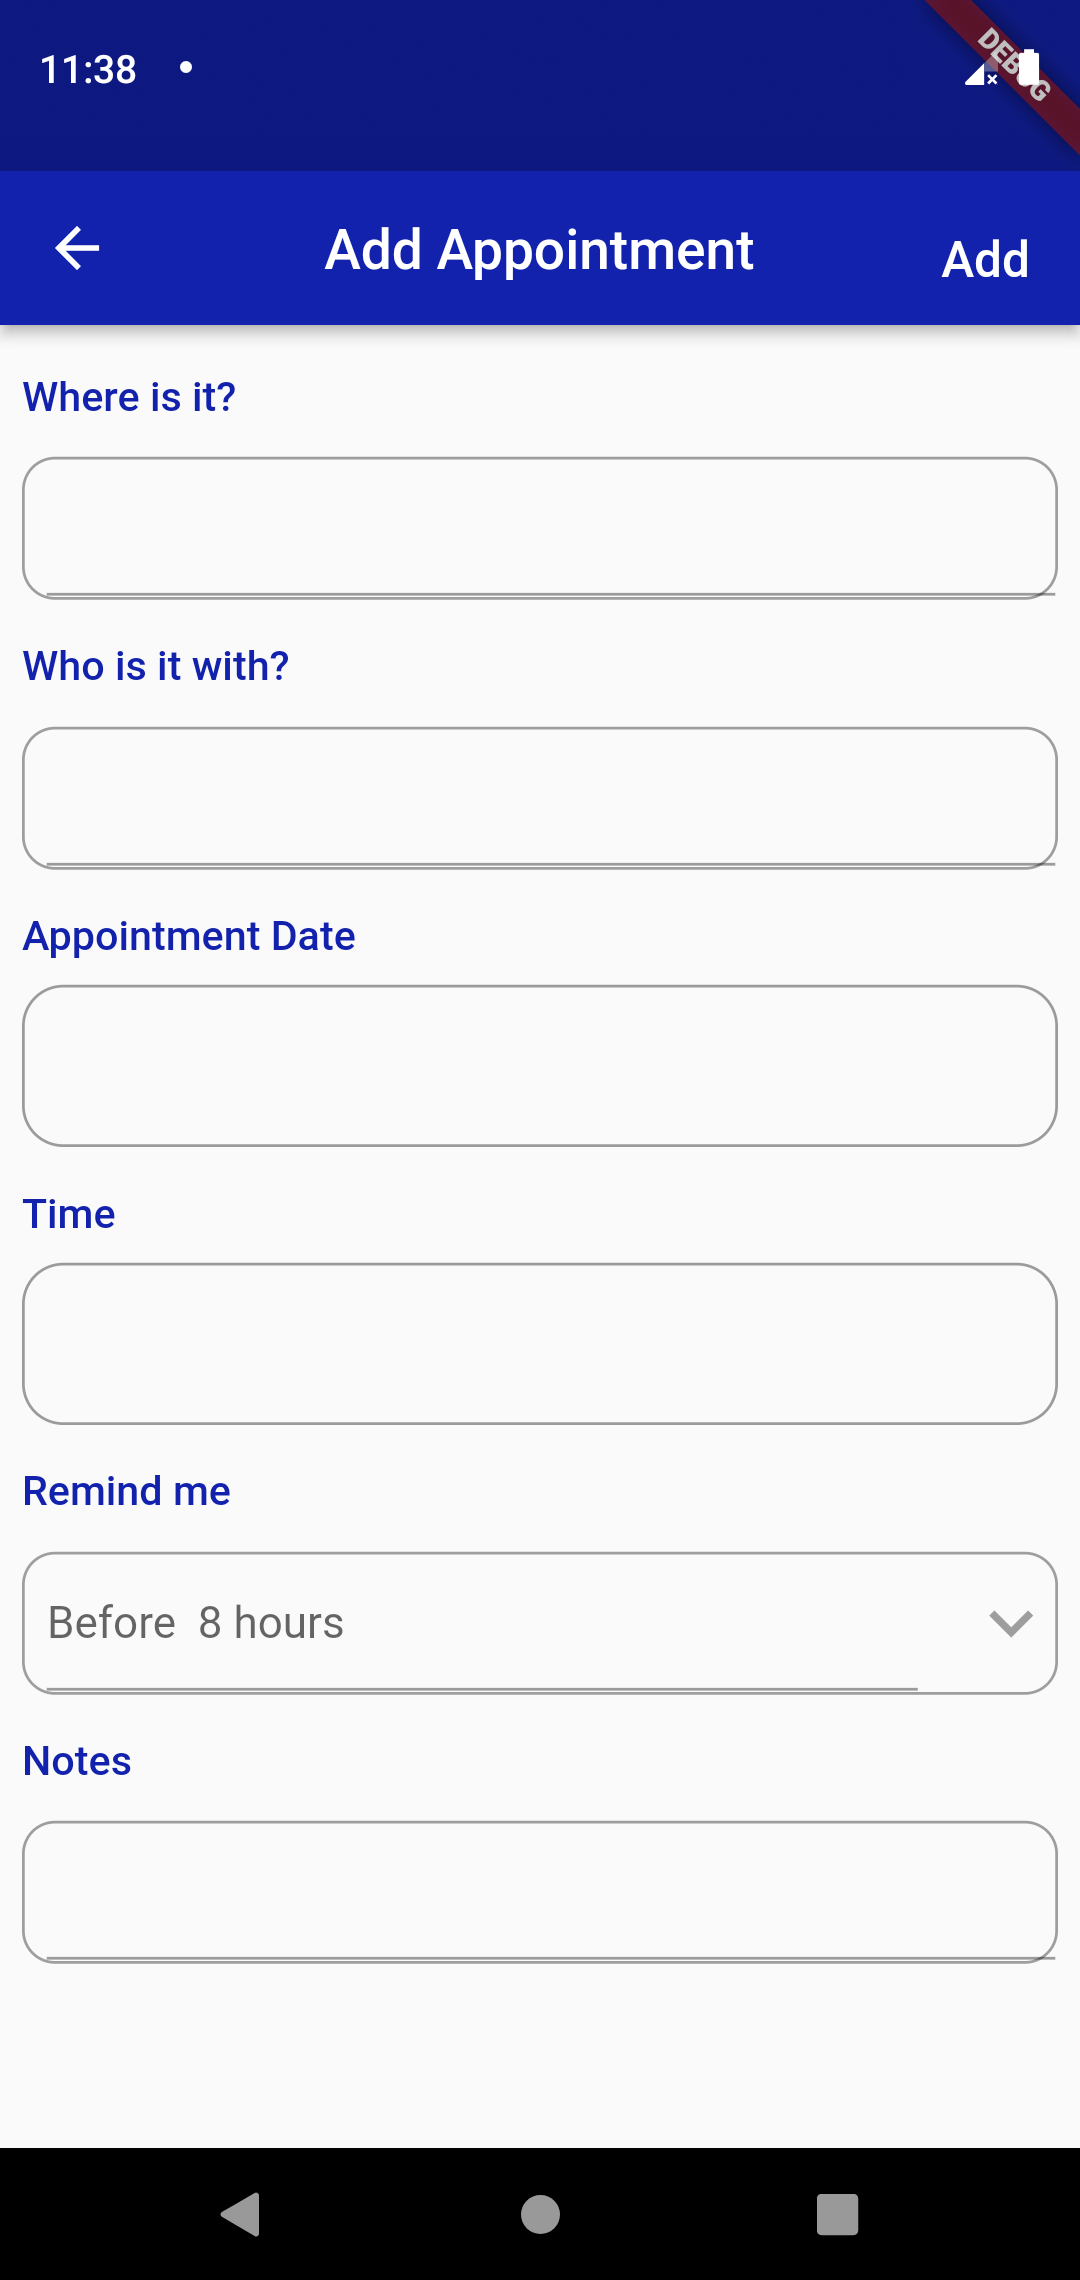 11:38
DEBUG
Add Appointment
Add
Where is it?
Who is it with?
Appointment Date
Time
Remind me
Before  8 hours
Notes